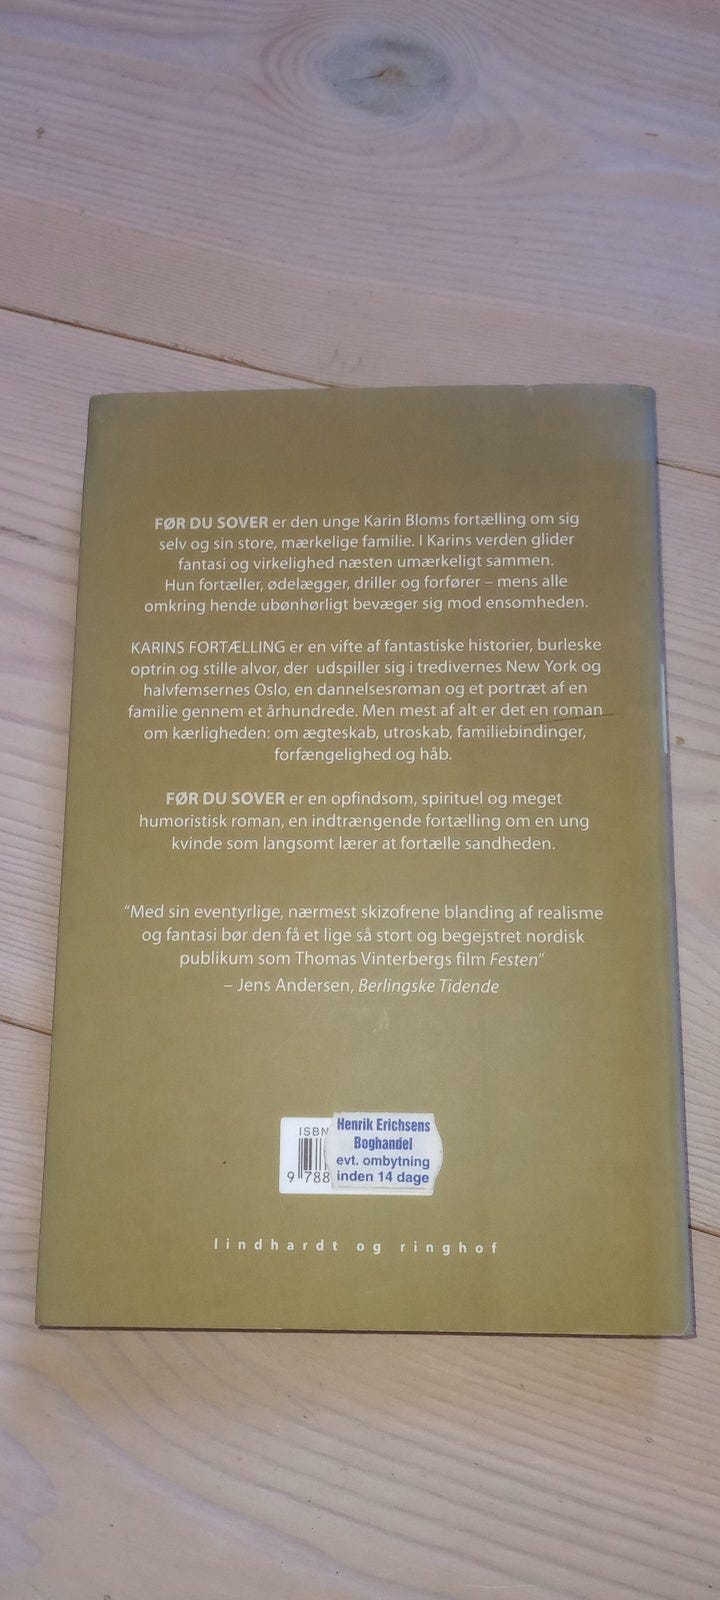 FØR DU SOVER er den unge Karin Bloms fortælling om sig
selv og sin store, mærkelige familie. I Karins verden glider
fantasi og virkelighed næsten umærkeligt sammen.
Hun fortæller, ødelægger, driller og forfører – mens alle
omkring hende ubønhørligt bevæger sig mod ensomheden.
KARINS FORTÆLLING er en vifte af fantastiske historier, burleske
optrin og stille alvor, der udspiller sig i tredivernes New York og
halvfemsernes Oslo, en dannelsesroman og et portræt af en
familie gennem et århundrede. Men mest af alt er det en roman
om kærligheden: om ægteskab, utroskab, familiebindinger,
forfængelighed og håb.
FØR DU SOVER er en opfindsom, spirituel og meget
humoristisk roman, en indtrængende fortælling om en ung
kvinde som langsomt lærer at fortælle sandheden.
"Med sin eventyrlige, nærmest skizofrene blanding af realisme
og fantasi bør den få et lige så stort og begejstret nordisk
publikum som Thomas Vinterbergs film Festen"
– Jens Andersen, Berlingske Tidende
ISBN
9 788
Henrik Erichsens
Boghandel
evt. ombytning
inden 14 dage
lindhardt og ringhof